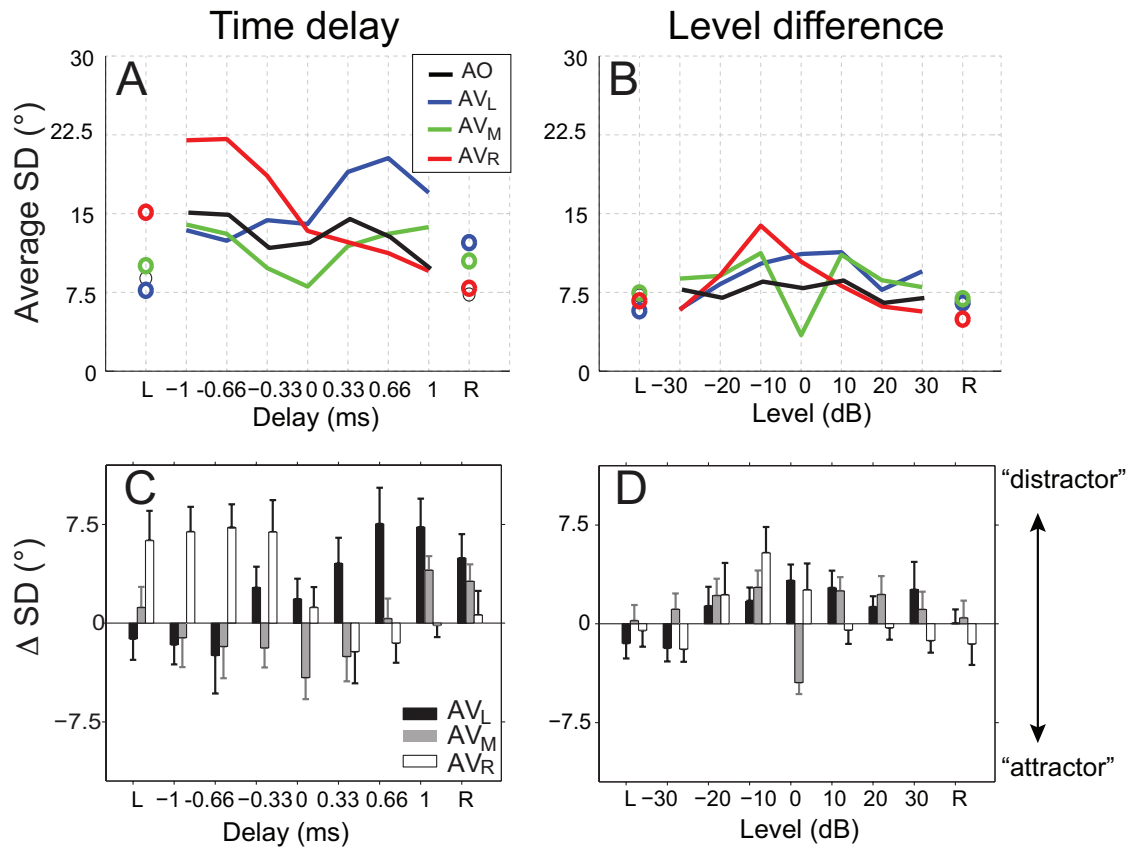 Time delay
Level difference
A
B
AO
AVL
AVM
AVR
Average SD (°)
30
22.5
15
7.5
0
30
22.5
15
7.5
0
L −1 -0.66 −0.33 0 0.33 0.66 1 R
Delay (ms)
L −30 −20 −10 0 10 20 30 R
Level (dB)
C
D
Δ SD (°)
7.5
0
−7.5
7.5
0
−7.5
AVL
AVM
AVR
"distractor"
"attractor"
L −1 -0.66 −0.33 0 0.33 0.66 1 R
Delay (ms)
L −30 −20 −10 0 10 20 30 R
Level (dB)